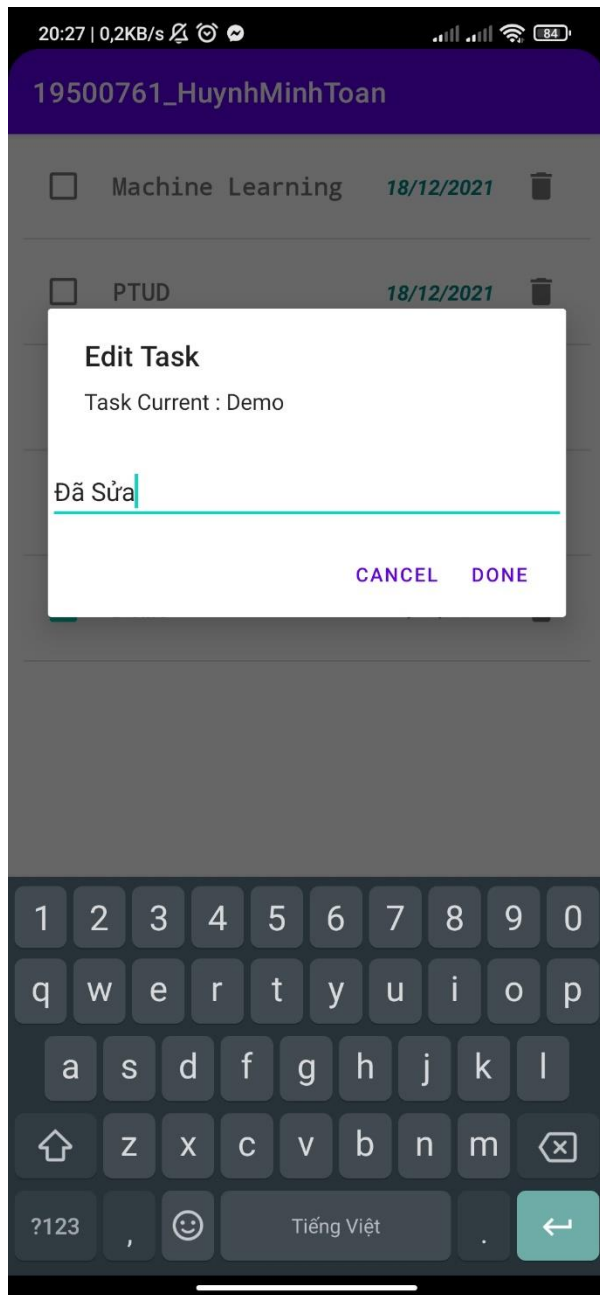 20:27 | 0,2KB/s 84
19500761_HuynhMinhToan
Machine Learning 18/12/2021
PTUD 18/12/2021
Edit Task
Task Current : Demo
Đã Sửa
CANCEL DONE
1 2 3 4 5 6 7 8 9 0
q w e r t y u i o p
a s d f g h j k l
z x c v b n m
?123 , Tiếng Việt .